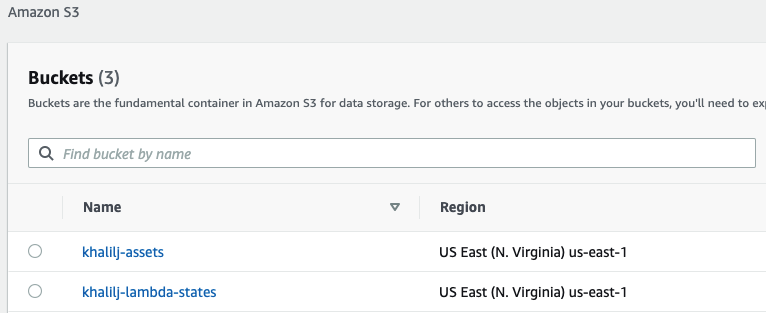 Amazon S3
Buckets (3)
Buckets are the fundamental container in Amazon S3 for data storage. For others to access the objects in your buckets, you'll need to
Find bucket by name
Name Region
khalilj-assets US East (N. Virginia) us-east-1
khalilj-lambda-states US East (N. Virginia) us-east-1